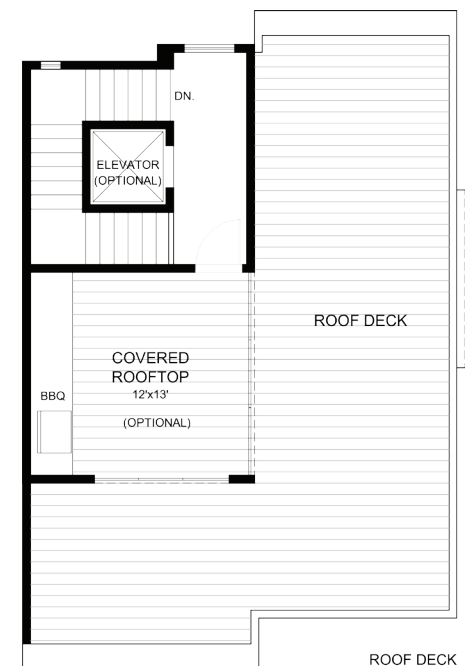 DN.
ELEVATOR
(OPTIONAL)
ROOF DECK
COVERED
ROOFTOP
12'x13'
BBQ
(OPTIONAL)
ROOF DECK